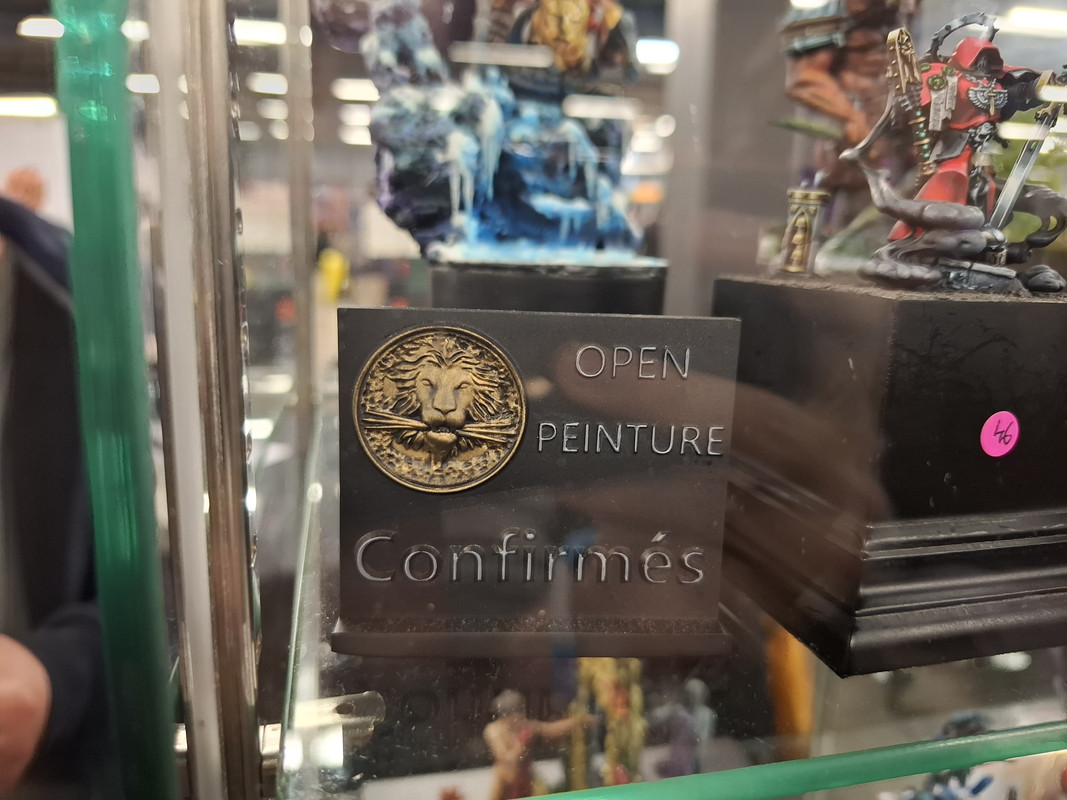 OPEN
PEINTURE
Confirmés
46